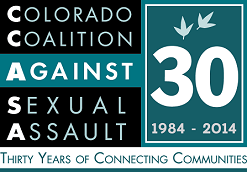 COLORADO
COALITION
AGAINST
SEXUAL
ASSAULT
30
1984 - 2014
THIRTY YEARS OF CONNECTING COMMUNITIES